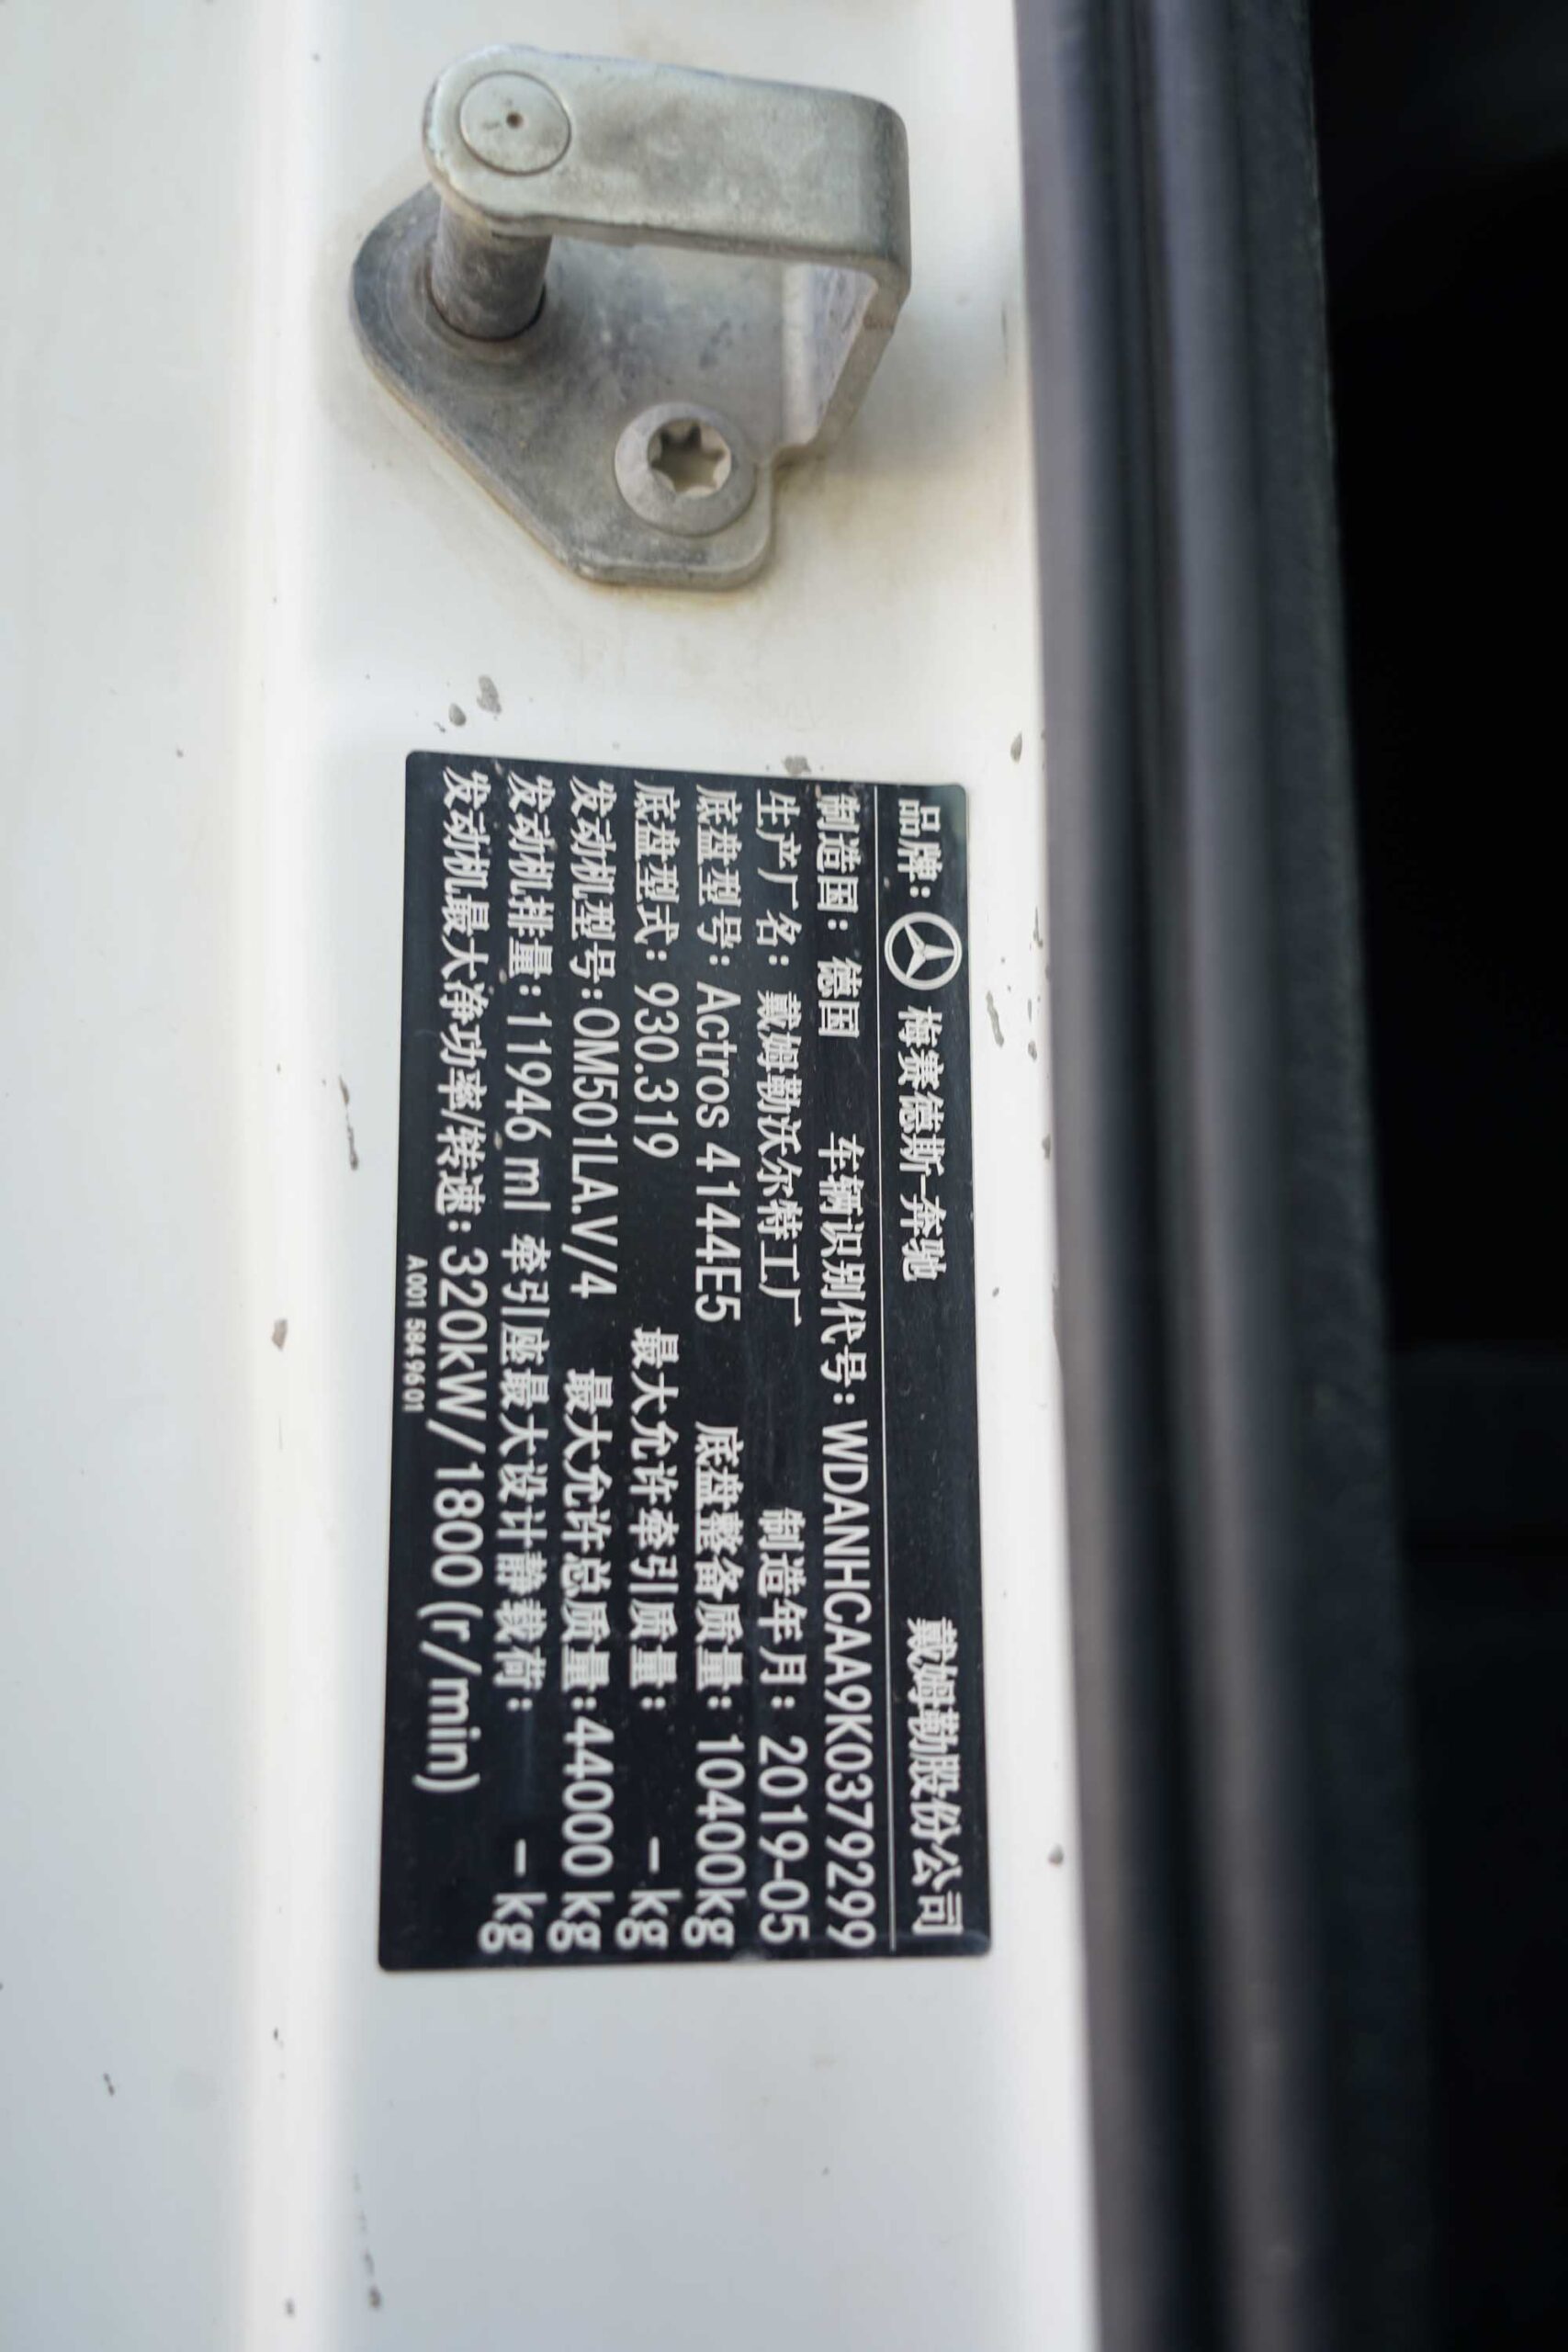 品牌： 梅赛德斯-奔驰 戴姆勒股份公司
制造国：德国 车辆识别代号：WDANHCAA9K0379299
生产厂名：戴姆勒沃尔特工厂 制造年月：2019-05
底盘型号：Actros 4144E5 底盘整备质量：10400kg
底盘型式：930.319 最大允许牵引质量： – kg
发动机型号：OM501LA.V/4 最大允许总质量：44000 kg
发动机排量：11946 ml 牵引座最大设计静载荷： – kg
发动机最大净功率/转速：320kW/1800(r/min)
A 001 584 96 01